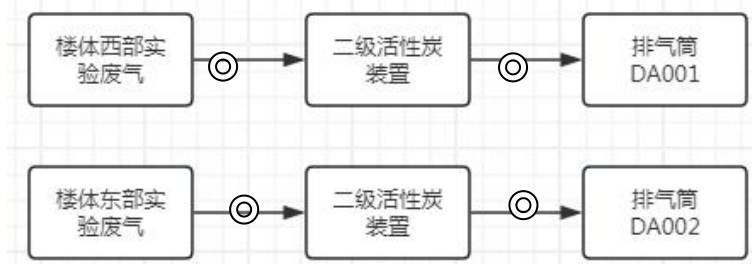 楼体西部实
验废气
二级活性炭
装置
排气筒
DA001
楼体东部实
验废气
二级活性炭
装置
排气筒
DA002